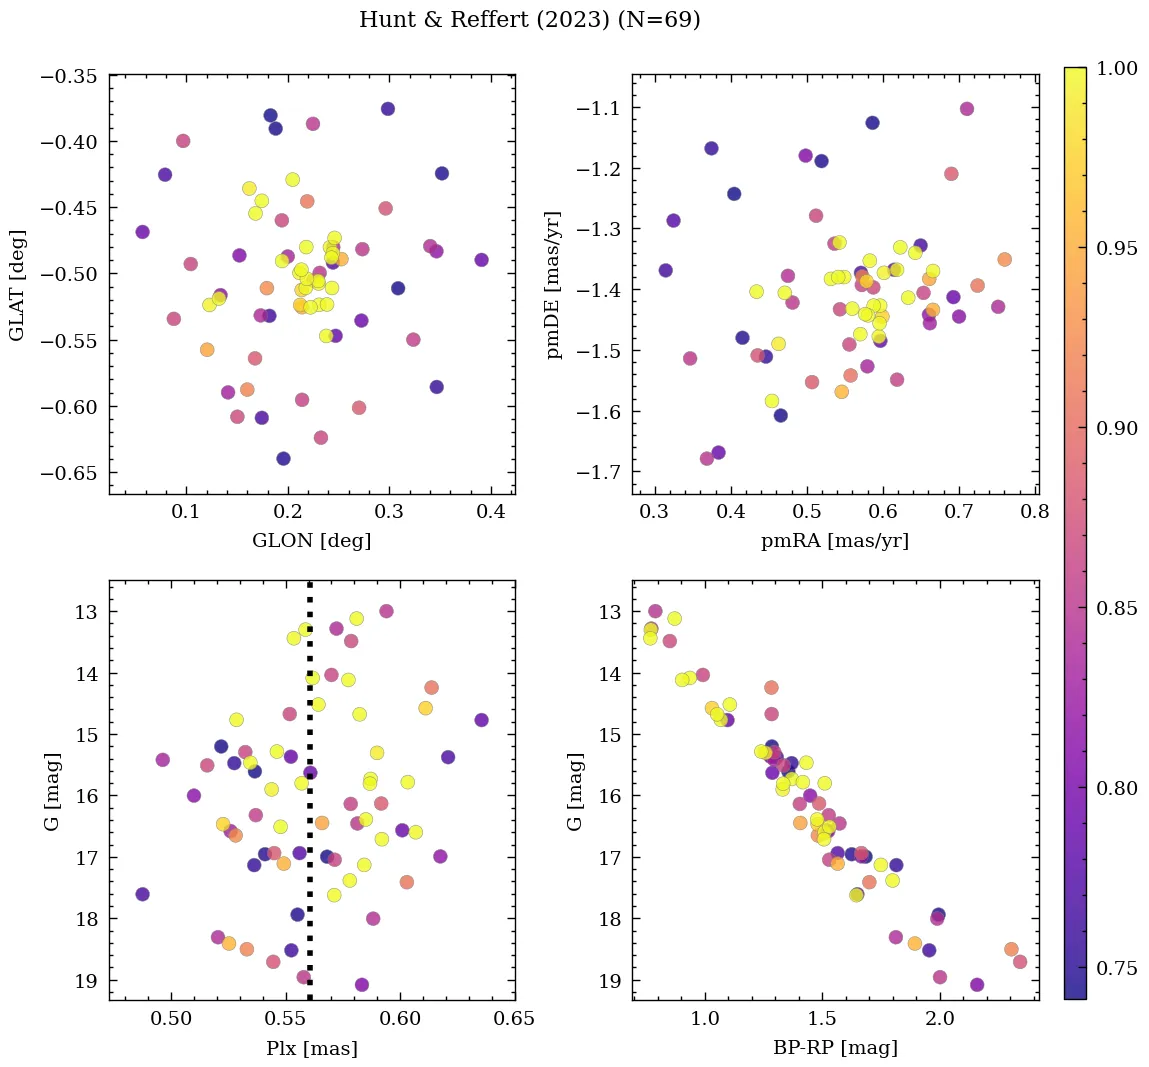 Hunt & Reffert (2023) (N=69)
−0.35
−0.40
−0.45
−0.50
−0.55
−0.60
−0.65
GLAT [deg]
0.1 0.2 0.3 0.4
GLON [deg]
−1.1
−1.2
−1.3
−1.4
−1.5
−1.6
−1.7
pmDE [mas/yr]
0.3 0.4 0.5 0.6 0.7 0.8
pmRA [mas/yr]
13
14
15
16
17
18
19
G [mag]
0.50 0.55 0.60 0.65
Plx [mas]
13
14
15
16
17
18
19
G [mag]
1.0 1.5 2.0
BP-RP [mag]
1.00
0.95
0.90
0.85
0.80
0.75